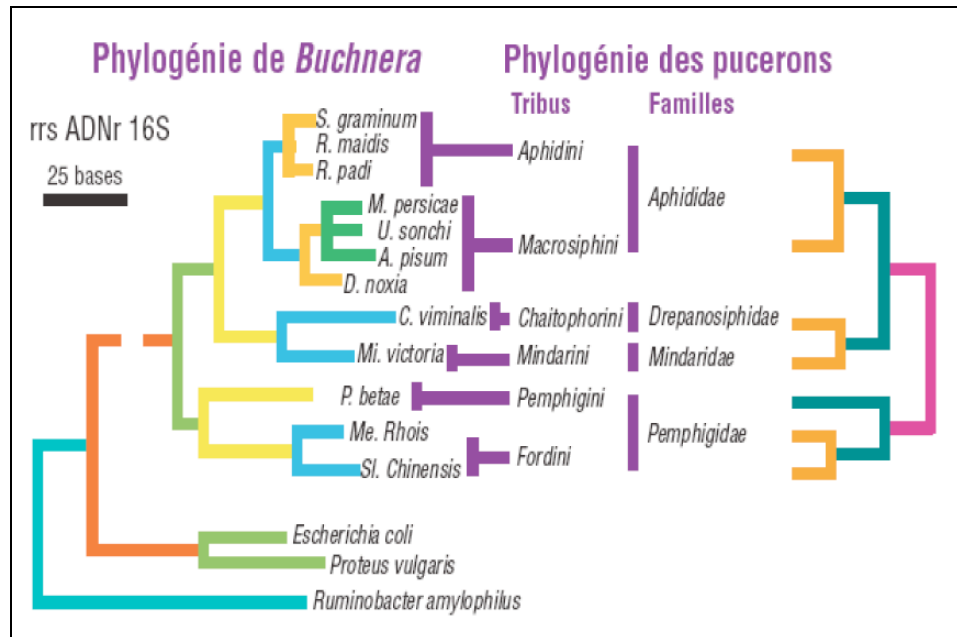 Phylogénie de Buchnera
Phylogénie des pucerons
Tribus
Familles
rrs ADNr 16S
25 bases
S. graminum
R. maidis
R. padi
M. persicae
U. sonchi
A. pisum
D. noxia
C. viminalis
Mi. victoria
P. betae
Me. Rhois
Sl. Chinensis
Escherichia coli
Proteus vulgaris
Ruminobacter amylophilus
Aphidini
Macrosiphini
Chaitophorini
Mindarini
Pemphigini
Fordini
Aphididae
Drepanosiphidae
Mindaridae
Pemphigidae